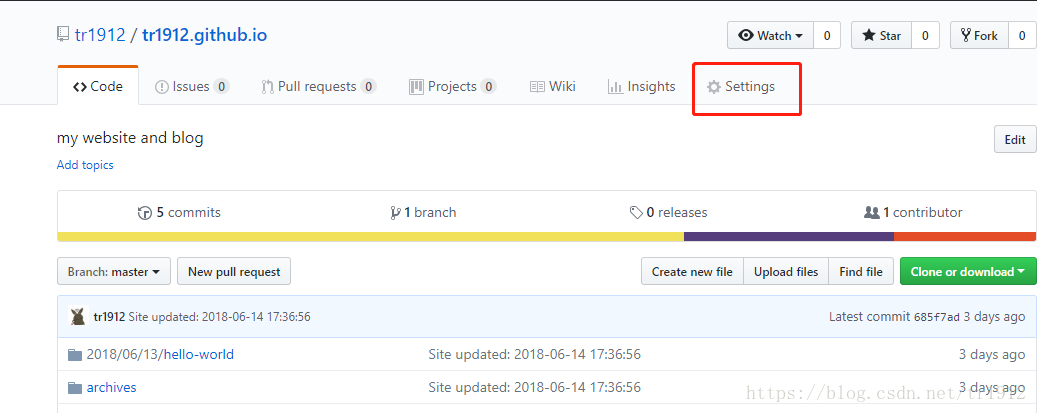 tr1912 / tr1912.github.io
Watch 0 Star 0 Fork 0
Code Issues 0 Pull requests 0 Projects 0 Wiki Insights Settings
my website and blog
Edit
Add topics
5 commits 1 branch 0 releases 1 contributor
Branch: master New pull request Create new file Upload files Find file Clone or download
tr1912 Site updated: 2018-06-14 17:36:56 Latest commit 685f7ad 3 days ago
2018/06/13/hello-world Site updated: 2018-06-14 17:36:56 3 days ago
archives Site updated: 2018-06-14 17:36:56 3 days ago
https://blog.csdn.net/tr1912